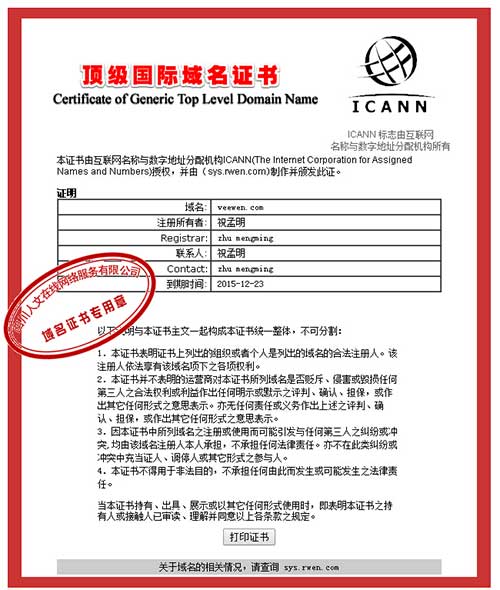 顶级国际域名证书
Certificate of Generic Top Level Domain Name
ICANN
ICANN 标志由互联网
名称与数字地址分配机构所有
本证书由互联网名称与数字地址分配机构ICANN(The Internet Corporation for Assigned
Names and Numbers)授权，并由（ sys.rwen.com)制作并颁发此证。
证明
域名: veewen.com
注册所有者: 祝孟明
Registrar: zhu mengming
联系人: 祝孟明
Contact: zhu mengming
到期时间: 2015-12-23
川人文在线网络服务有限公司
域名证书专用章
以下 明与本证书主文一起构成本证书统一整体，不可分割：
1．本证书表明证书上列出的组织或者个人是列出的域名的合法注册人。该
注册人依法享有该域名项下之各项权利。
2．本证书并不表明的运营商对本证书所列域名是否贬斥、侵害或毁损任何
第三人之合法权利或利益作出任何明示或默示之评判、确认、担保，或作
出其它任何形式之意思表示。亦无任何责任或义务作出上述之评判、确
认、担保，或作出其它任何形式之意思表示。
3．因本证书中所列域名之注册或使用而可能引发与任何第三人之纠纷或冲
突,均由该域名注册人本人承担，不承担任何法律责任。亦不在此类纠纷或
冲突中充当证人、调停人或其它形式之参与人。
4．本证书不得用于非法目的，不承担任何由此而发生或可能发生之法律责
任。
当本证书持有、出具、展示或以其它任何形式使用时，即表明本证书之持
有人或接触人已审读、理解并同意以上各条款之规定。
打印证书
关于域名的相关情况，请查询 sys.rwen.com